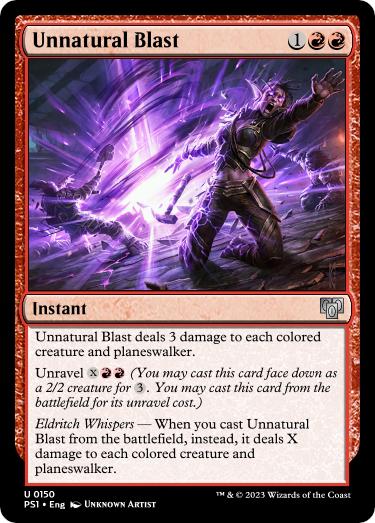 Unnatural Blast 1
Instant
Unnatural Blast deals 3 damage to each colored
creature and planeswalker.
Unravel X (You may cast this card face down as
a 2/2 creature for 3. You may cast this card from the
battlefield for its unravel cost.)
Eldritch Whispers — When you cast Unnatural
Blast from the battlefield, instead, it deals X
damage to each colored creature and
planeswalker.
U 0150
PS1 • Eng Unknown Artist
™ & © 2023 Wizards of the Coast